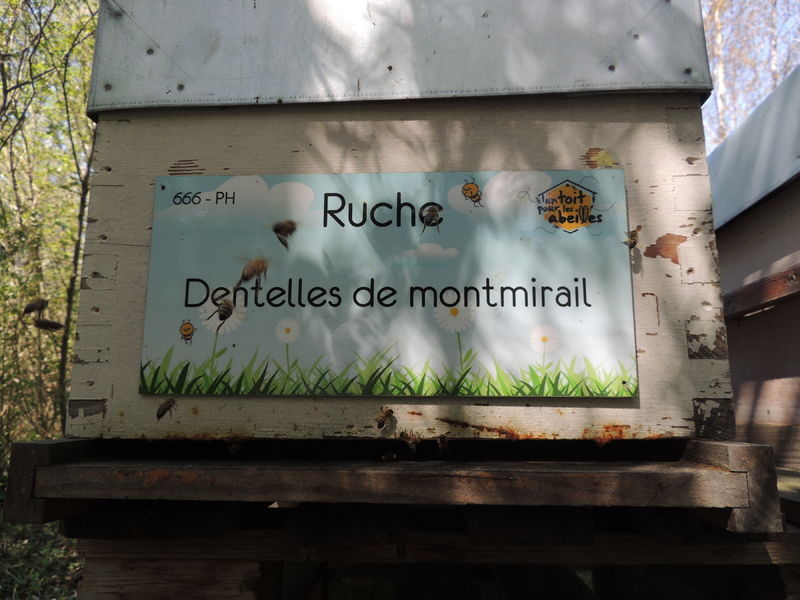 666 - PH
Ruche
un toit
pour les
abeilles
Dentelles de montmirail